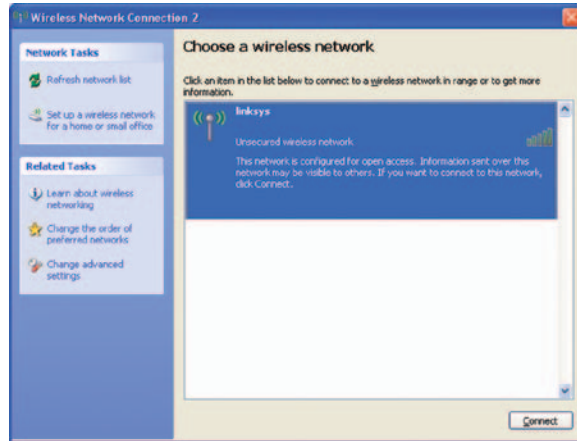 Wireless Network Connection 2
Network Tasks
Refresh network list
Set up a wireless network
for a home or small office
Related Tasks
Learn about wireless
networking
Change the order of
preferred networks
Change advanced
settings
Choose a wireless network
Click an item in the list below to connect to a wireless network in range or to get more
information.
linksys
Unsecured wireless network
This network is configured for open access. Information sent over this
network may be visible to others. If you want to connect to this network,
click Connect.
Connect